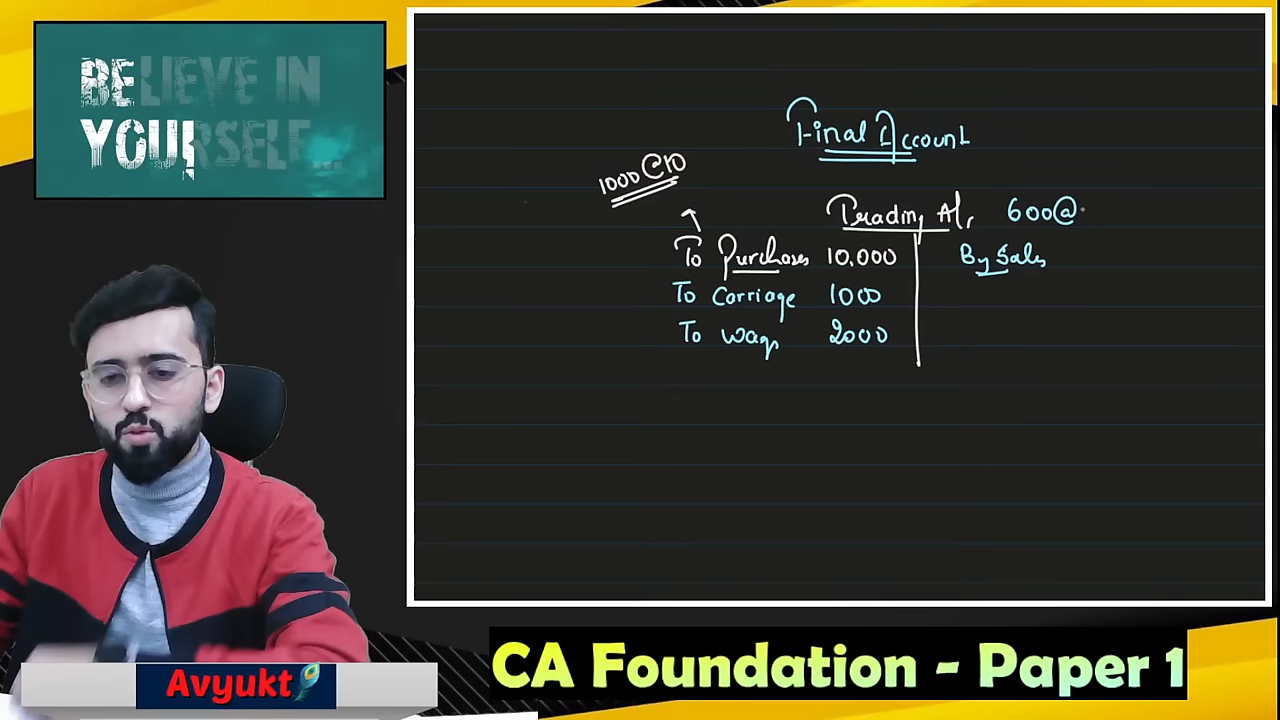 BELIEVE IN
YOURSELF...
Final Account
1000@10
Trading A/c 600@
To Purchases 10,000 By Sales
To Carriage 1000
To Wages 2000
Avyukt
CA Foundation - Paper 1